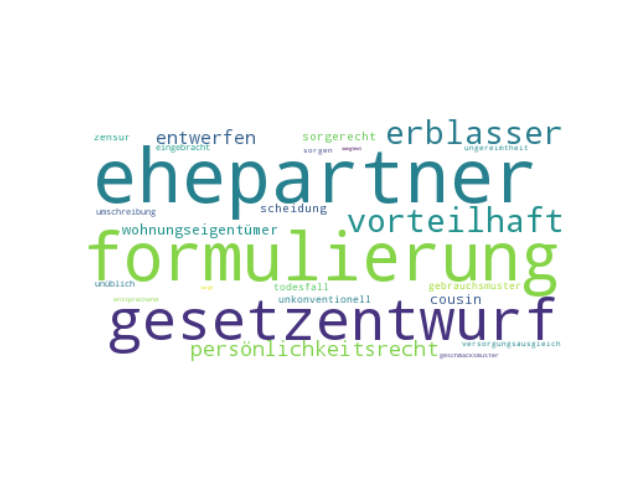 zensur entwerfen sorgerecht erblasser
eingebracht sorgen ungereimtheit
ehepartner
umschreibung scheidung vorteilhaft
wohnungseigentümer
formulierung
unüblich todesfall gebrauchsmuster
entsprechend unkonventionell cousin
gesetzentwurf
persönlichkeitsrecht versorgungsausgleich
geschmacksmuster